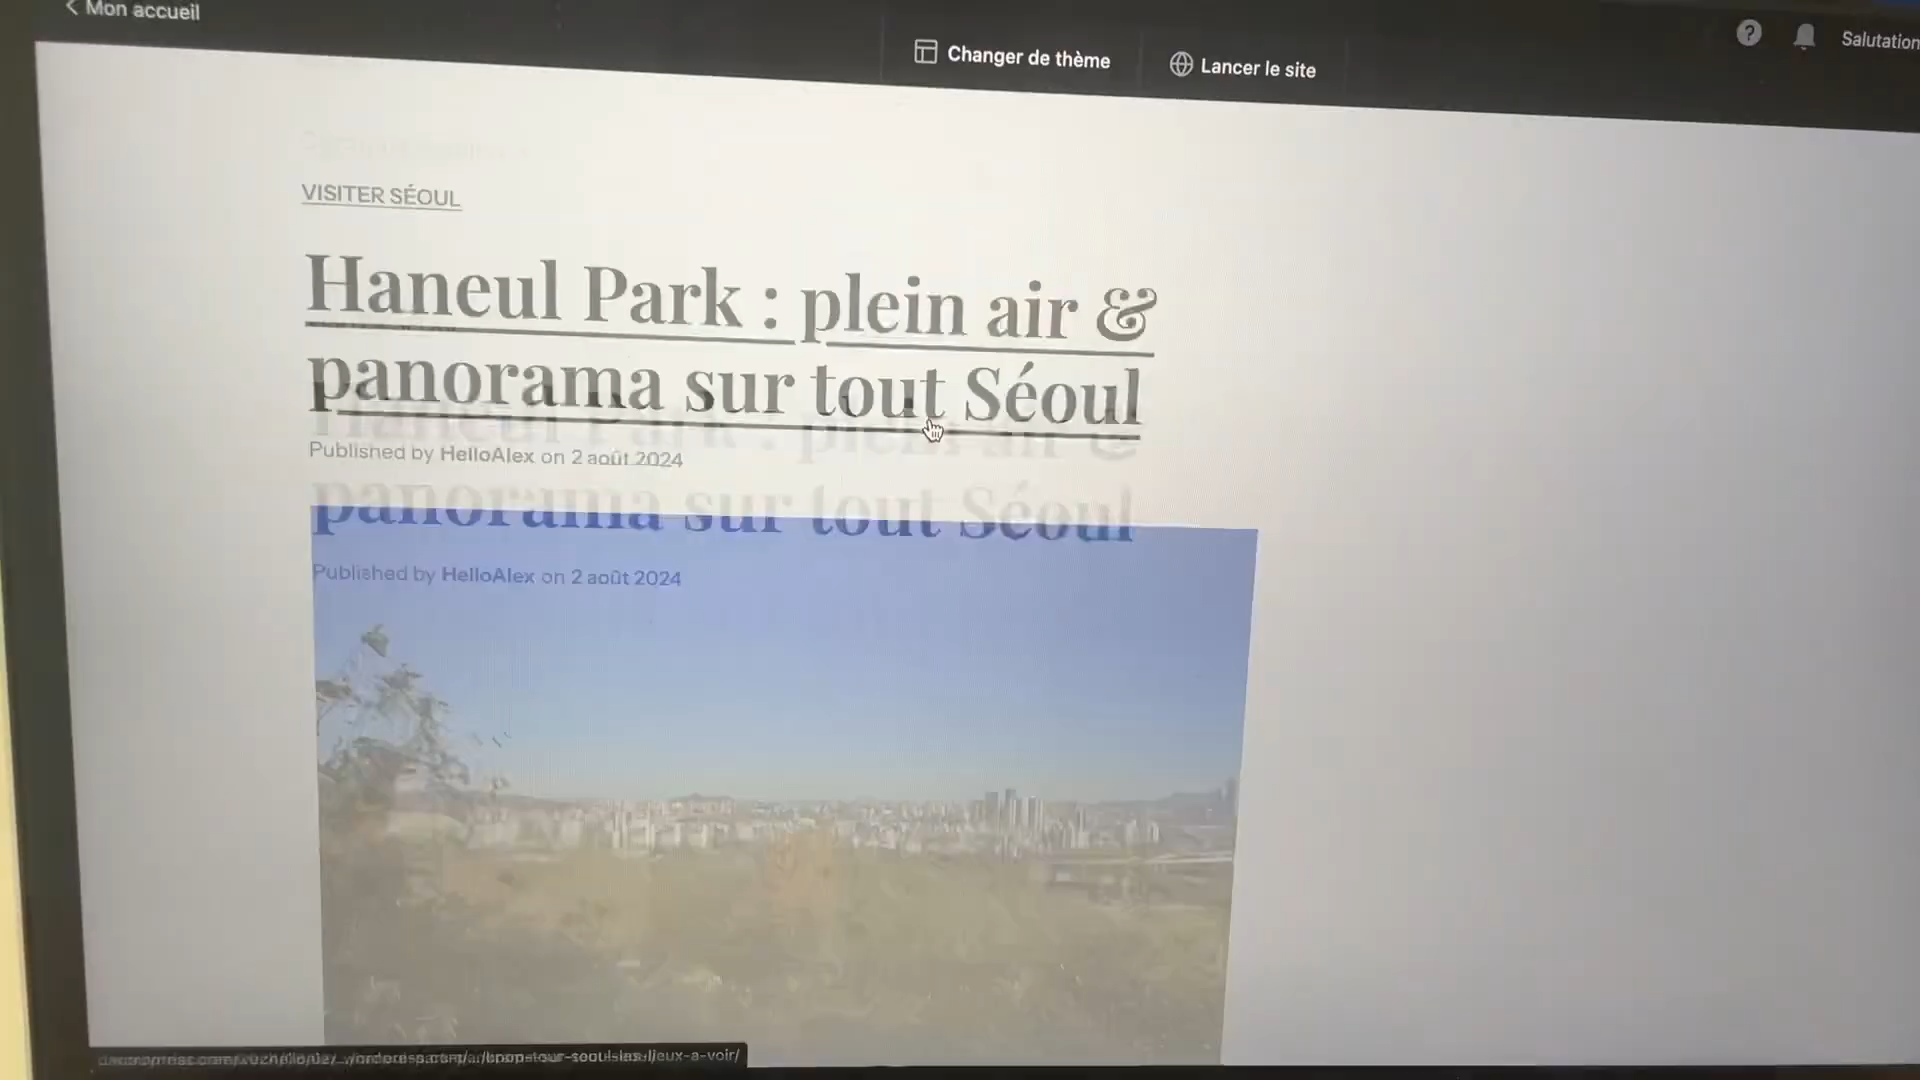 Mon accueil
Changer de thème
Lancer le site
Salutation
VISITER SÉOUL
Haneul Park : plein air &
panorama sur tout Séoul
Published by HelloAlex on 2 août 2024
panorama sur tout Séoul
Published by HelloAlex on 2 août 2024